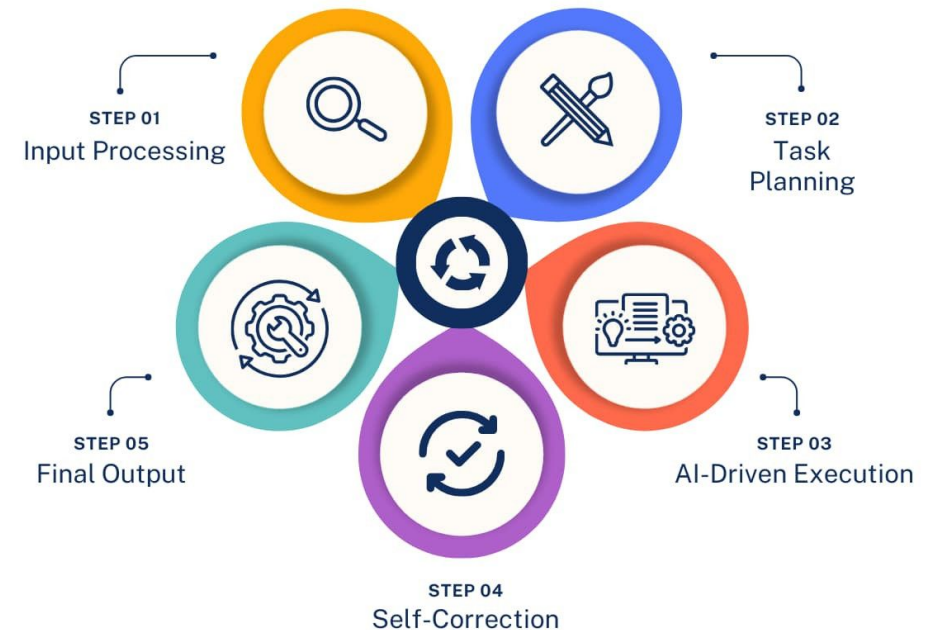 STEP 01
Input Processing
STEP 02
Task
Planning
STEP 03
AI-Driven Execution
STEP 04
Self-Correction
STEP 05
Final Output